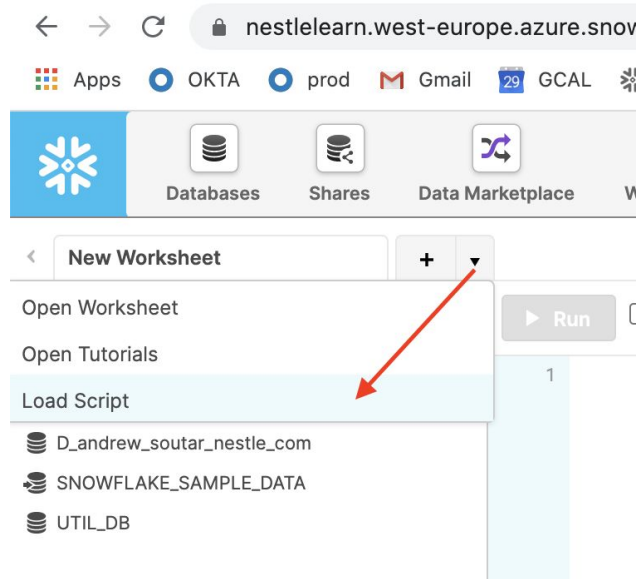 nestlelearn.west-europe.azure.snow
Apps OKTA prod Gmail 29 GCAL
Databases Shares Data Marketplace W
New Worksheet + ▼
Open Worksheet
Open Tutorials
Load Script
Run
1
D_andrew_soutar_nestle_com
SNOWFLAKE_SAMPLE_DATA
UTIL_DB